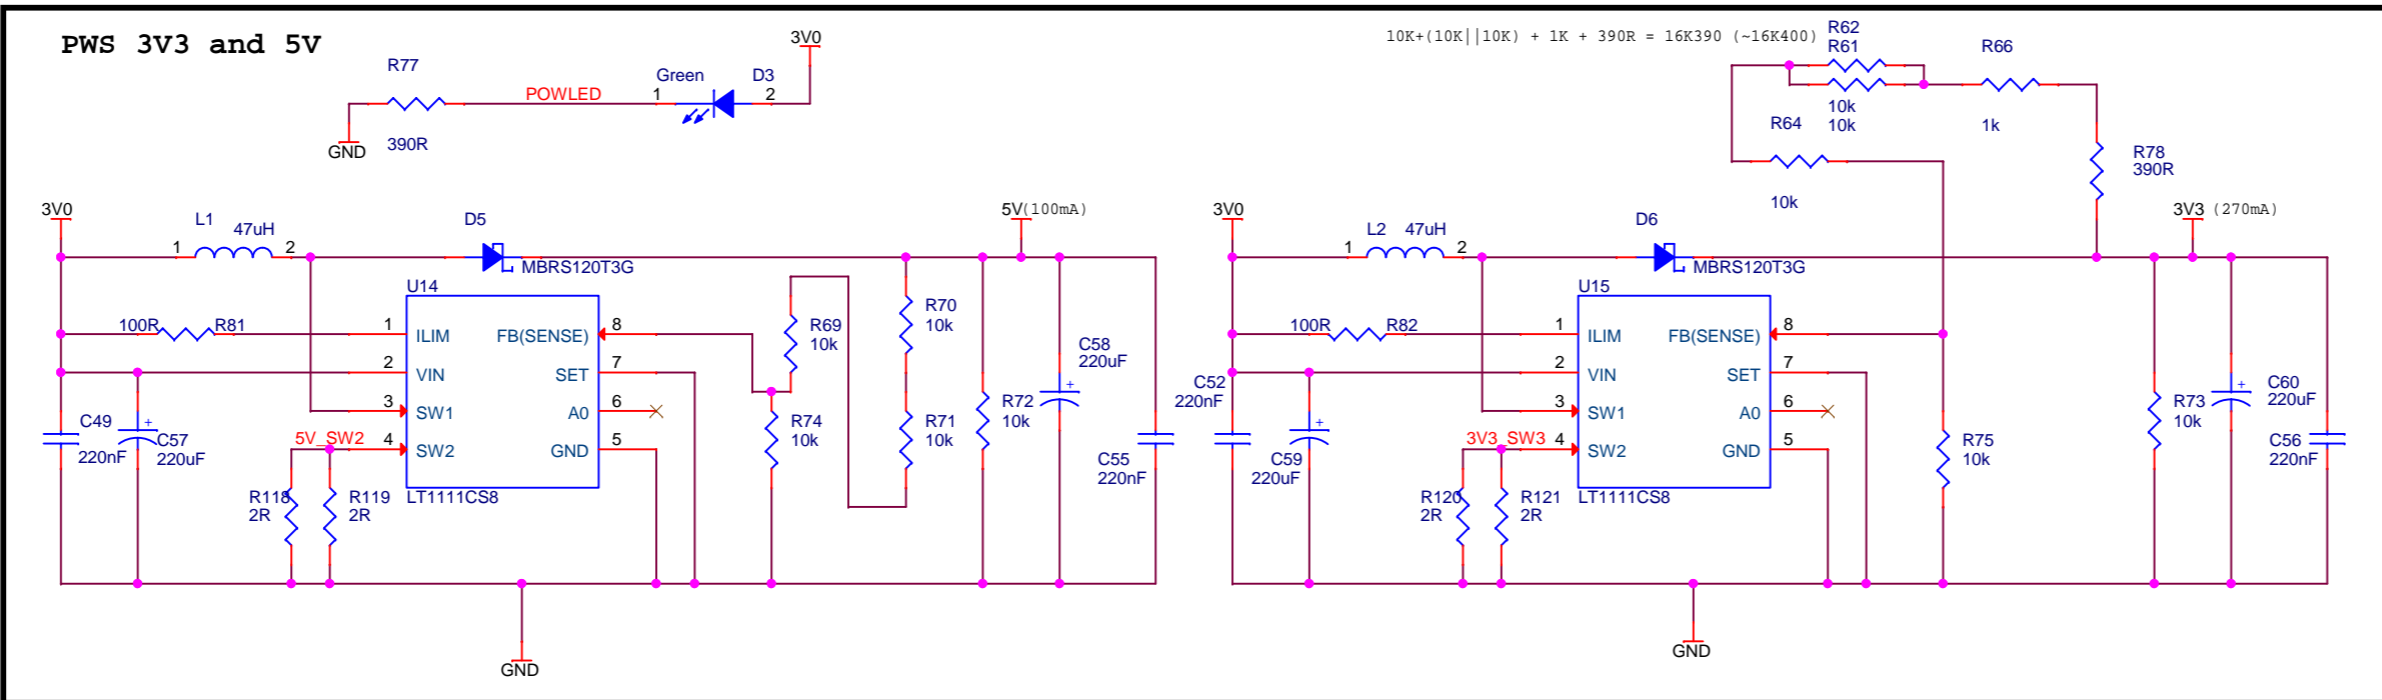 PWS 3V3 and 5V
R77
390R
GND
POWLED
Green
1
D3
2
3V0
10K+(10K||10K) + 1K + 390R = 16K390 (~16K400)
R62
R61
10k
10k
R66
1k
R64
10k
R78
390R
3V0
L1
47uH
1
2
D5
MBRS120T3G
5V(100mA)
U14
100R
R81
1
ILIM
2
VIN
3
SW1
4
SW2
FB(SENSE)
8
SET
7
A0
6
GND
5
LT1111CS8
5V_SW2
C49
220nF
C57
220uF
R118
2R
R119
2R
R69
10k
R74
10k
R70
10k
R71
10k
R72
10k
C58
220uF
C55
220nF
GND
3V0
L2
47uH
1
2
D6
MBRS120T3G
3V3 (270mA)
U15
100R
R82
1
ILIM
2
VIN
3
SW1
4
SW2
FB(SENSE)
8
SET
7
A0
6
GND
5
LT1111CS8
3V3_SW3
C52
220nF
C59
220uF
R120
2R
R121
2R
R75
10k
R73
10k
C60
220uF
C56
220nF
GND